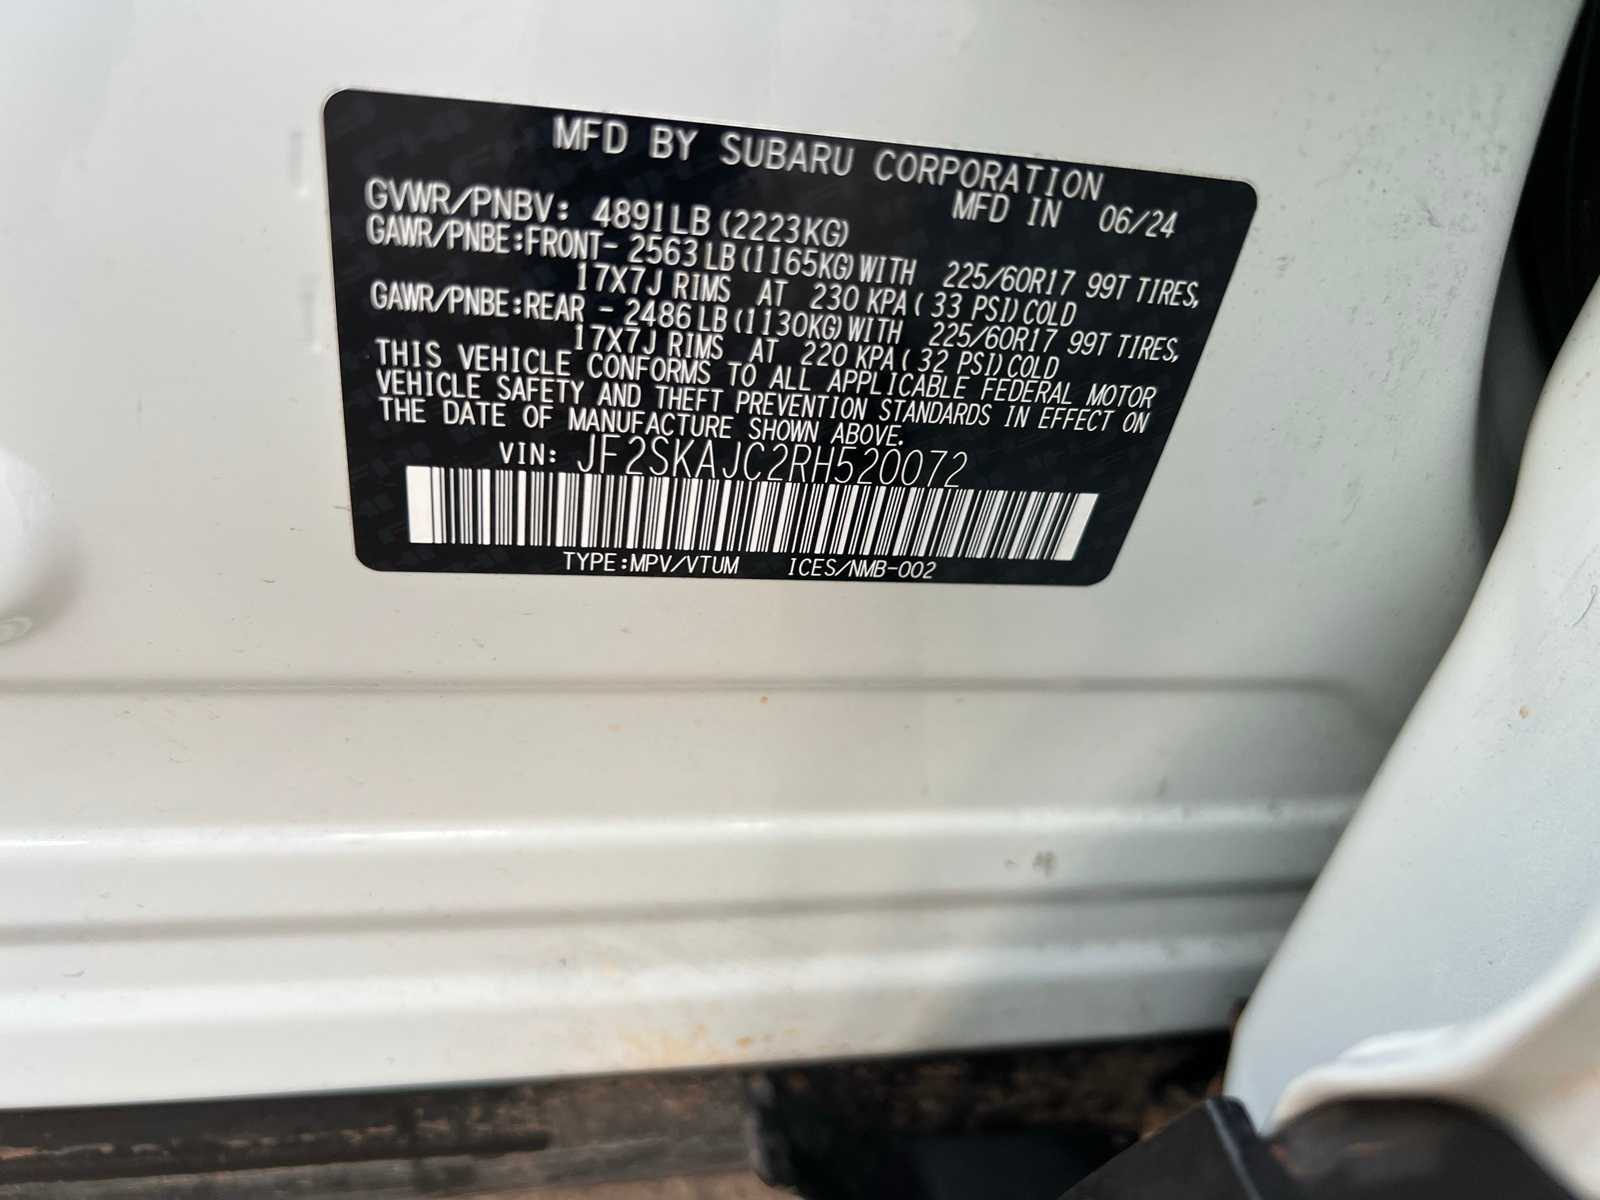 MFD BY SUBARU CORPORATION
GVWR/PNBV: 4891LB (2223KG) MFD IN 06/24
GAWR/PNBE:FRONT- 2563LB(1165KG)WITH 225/60R17 99T TIRES,
17X7J RIMS AT 230 KPA( 33 PSI)COLD
GAWR/PNBE:REAR - 2486LB(1130KG)WITH 225/60R17 99T TIRES,
17X7J RIMS AT 220 KPA( 32 PSI)COLD
THIS VEHICLE CONFORMS TO ALL APPLICABLE FEDERAL MOTOR
VEHICLE SAFETY AND THEFT PREVENTION STANDARDS IN EFFECT ON
THE DATE OF MANUFACTURE SHOWN ABOVE.
VIN: JF2SKAJC2RH520072
TYPE:MPV/VTUM ICES/NMB-002